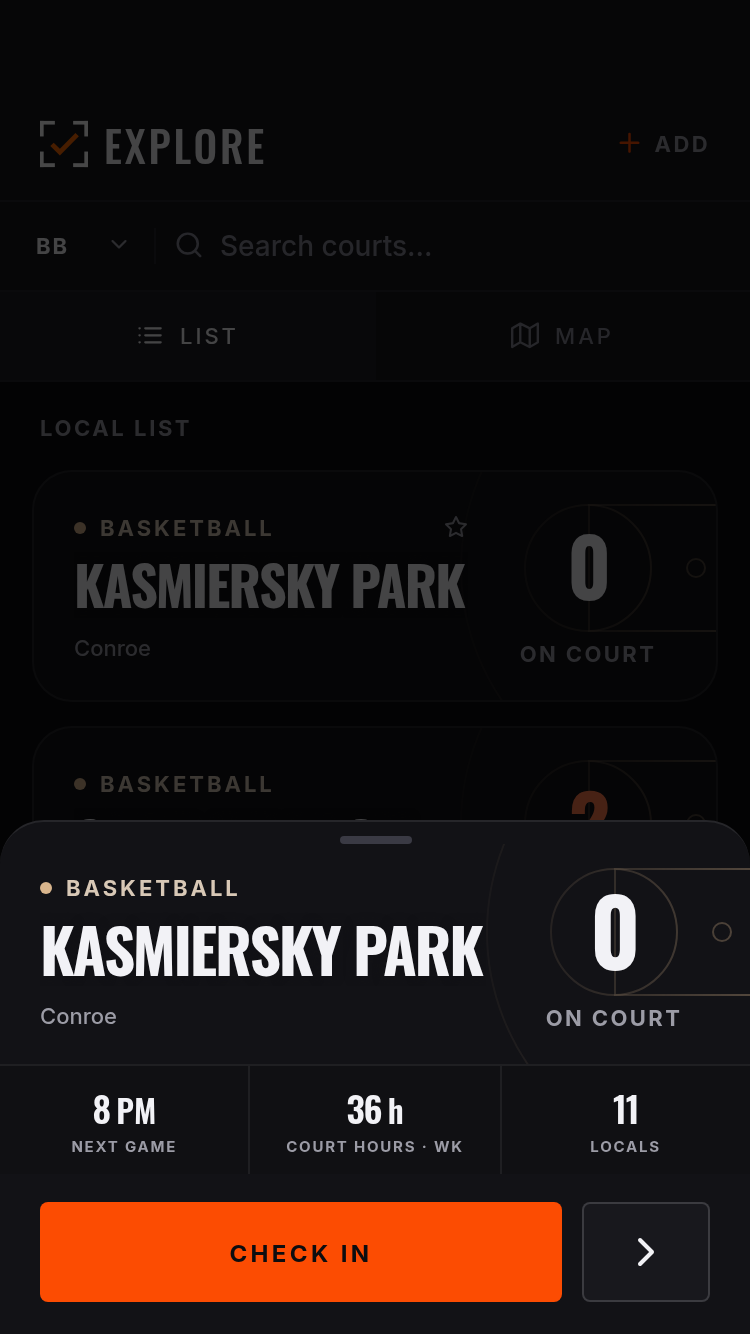 EXPLORE
+ ADD
BB
Search courts...
LIST
MAP
LOCAL LIST
BASKETBALL
KASMIERSKY PARK
Conroe
0
ON COURT
BASKETBALL
BASKETBALL
KASMIERSKY PARK
Conroe
0
ON COURT
8 PM
NEXT GAME
36 h
COURT HOURS · WK
11
LOCALS
CHECK IN